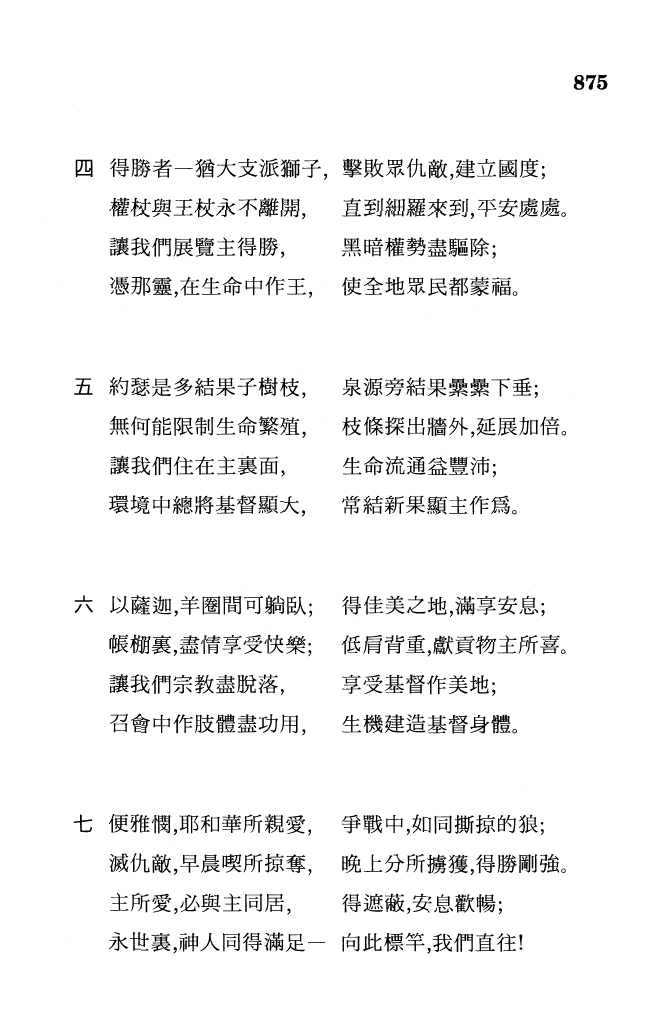 875
四 得勝者一猶大支派獅子, 擊敗眾仇敵,建立國度;
權杖與王杖永不離開, 直到細羅來到,平安處處。
讓我們展覽主得勝, 黑暗權勢盡驅除;
憑那靈,在生命中作王, 使全地眾民都蒙福。
五 約瑟是多結果子樹枝, 泉源旁結果纍纍下垂;
無何能限制生命繁殖, 枝條探出牆外,延展加倍。
讓我們住在主裏面, 生命流通益豐沛;
環境中總將基督顯大, 常結新果顯主作爲。
六 以薩迦,羊圈間可躺臥; 得佳美之地,滿享安息;
帳棚裏,盡情享受快樂; 低肩背重,獻貢物主所喜。
讓我們宗教盡脫落, 享受基督作美地;
召會中作肢體盡功用, 生機建造基督身體。
七 便雅憫,耶和華所親愛, 爭戰中,如同撕掠的狼;
滅仇敵,早晨喫所掠奪, 晚上分所擄獲,得勝剛強。
主所愛,必與主同居, 得遮蔽,安息歡暢;
永世裏,神人同得滿足一 向此標竿,我們直往!